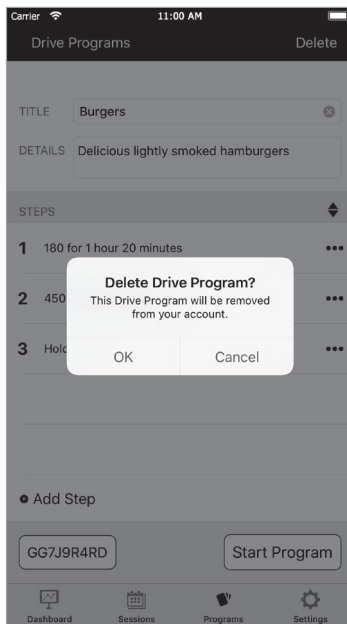 Carrier 11:00 AM
Drive Programs Delete
TITLE Burgers
DETAILS Delicious lightly smoked hamburgers
STEPS
1 180 for 1 hour 20 minutes
Delete Drive Program?
2 450
This Drive Program will be removed
from your account.
3 Hold
OK Cancel
Add Step
GG7J9R4RD Start Program
Dashboard Sessions Programs Settings